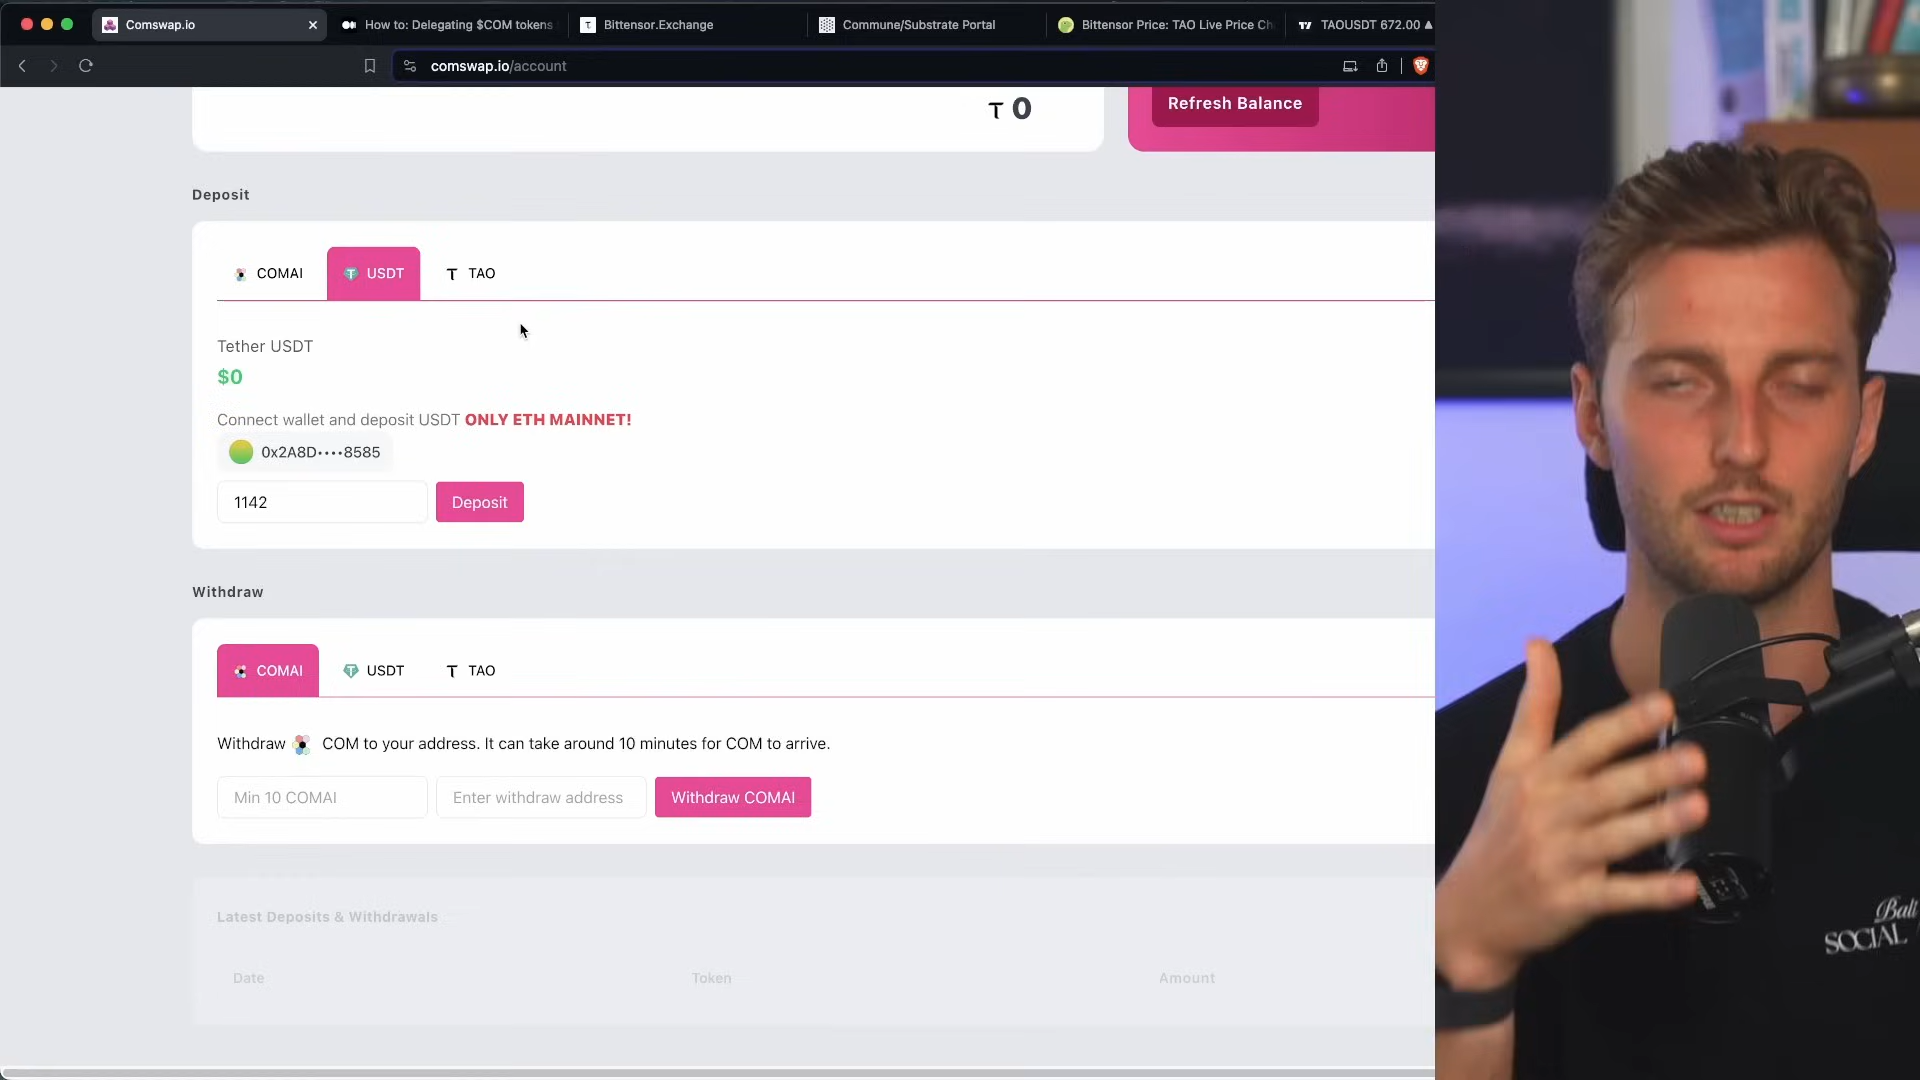 Comswap.io
How to: Delegating $COM tokens
Bittensor.Exchange
Commune/Substrate Portal
Bittensor Price: TAO Live Price Ch
TAOUSDT 672.00 ▲
comswap.io/account
0
Refresh Balance
Deposit
COMAI
USDT
TAO
Tether USDT
$0
Connect wallet and deposit USDT ONLY ETH MAINNET!
0x2A8D••••8585
1142
Deposit
Withdraw
COMAI
USDT
TAO
Withdraw COM to your address. It can take around 10 minutes for COM to arrive.
Min 10 COMAI
Enter withdraw address
Withdraw COMAI
Latest Deposits & Withdrawals
Date
Token
Amount
Bali
SOCIAL